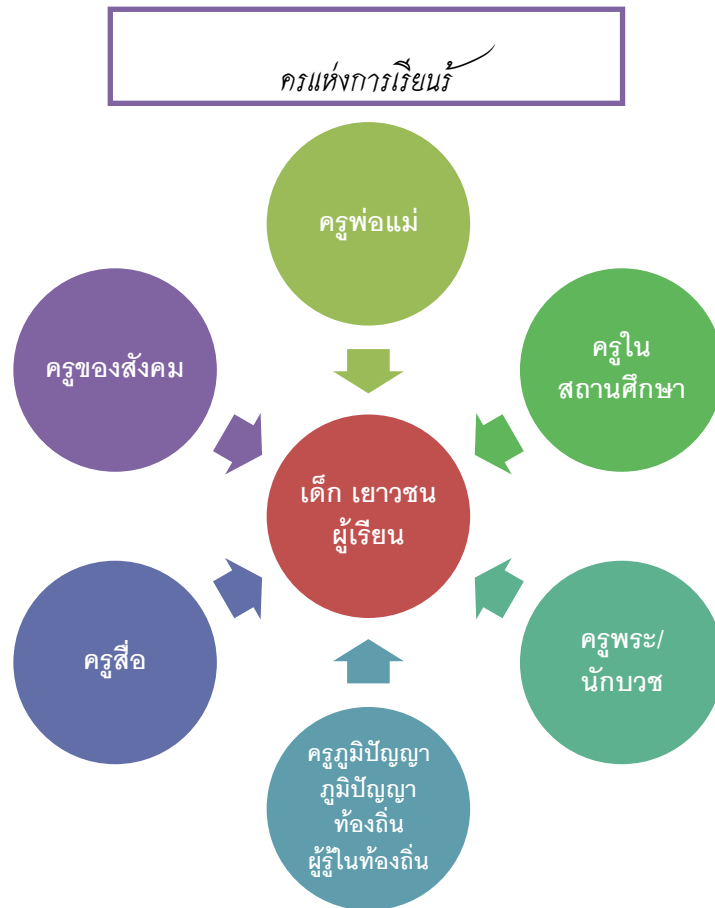 ครแห่งการเรียนร้
ครูพ่อแม่
ครูใน
สถานศึกษา
ครูพระ/
นักบวช
ครูภูมิปัญญา
ภูมิปัญญา
ท้องถิ่น
ผู้รู้ในท้องถิ่น
ครูสื่อ
ครูของสังคม
เด็ก เยาวชน
ผู้เรียน